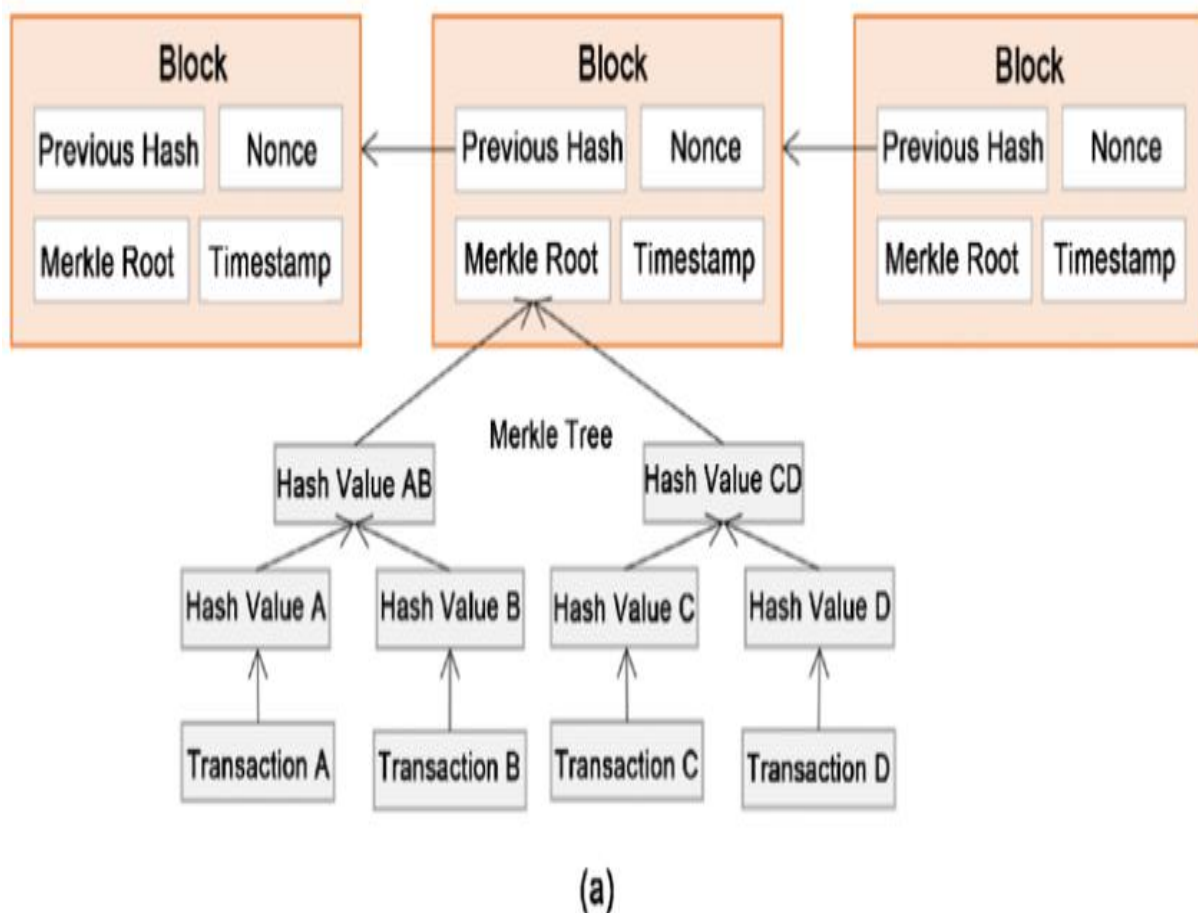 Block
Block
Block
Previous Hash
Nonce
Previous Hash
Nonce
Previous Hash
Nonce
Merkle Root
Timestamp
Merkle Root
Timestamp
Merkle Root
Timestamp
Merkle Tree
Hash Value AB
Hash Value CD
Hash Value A
Hash Value B
Hash Value C
Hash Value D
Transaction A
Transaction B
Transaction C
Transaction D
(a)